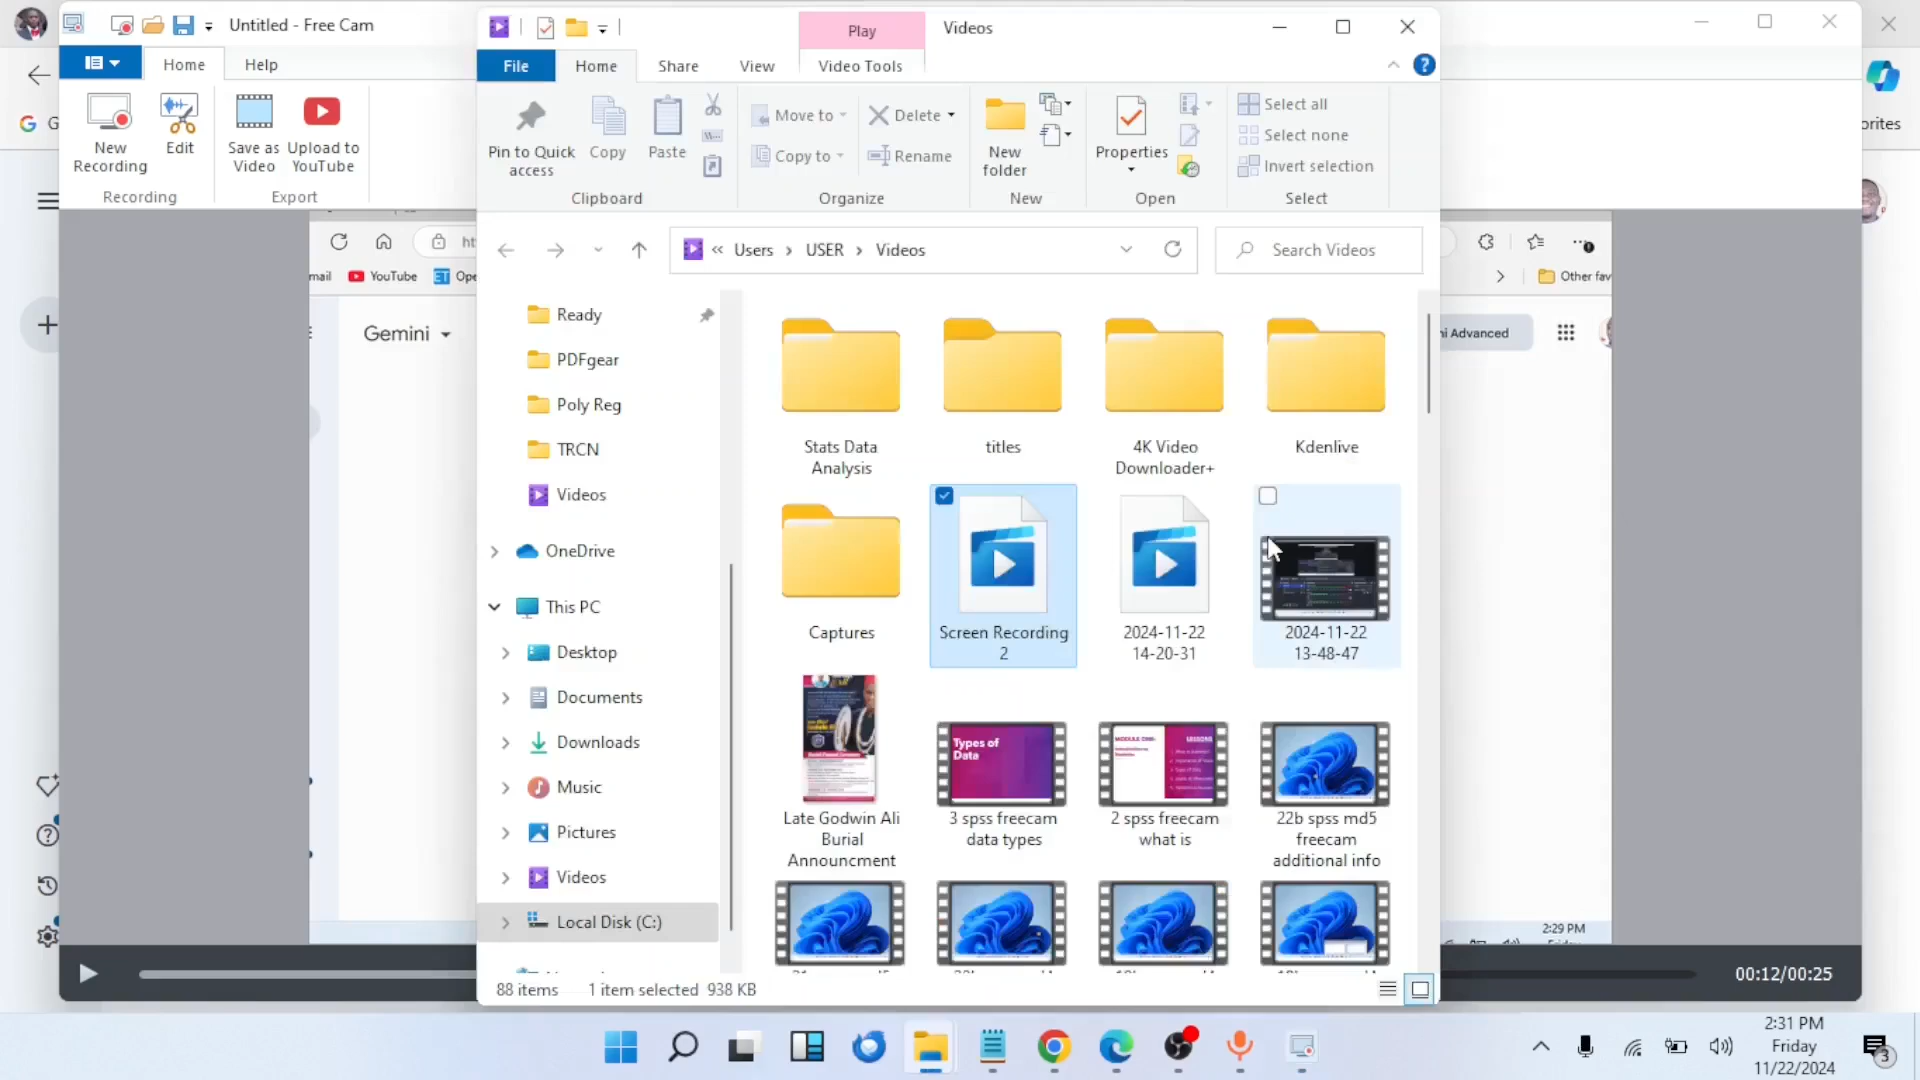 Untitled - Free Cam
Home
Help
New
Recording
Edit
Save as
Video
Upload to
YouTube
Recording
Export
Play
Videos
File
Home
Share
View
Video Tools
Pin to Quick
access
Copy
Paste
Clipboard
Move to
Copy to
Delete
Rename
Organize
New
folder
New
Properties
Open
Select all
Select none
Invert selection
Select
orites
G
mail
YouTube
Ope
Other fav
Users
USER
Videos
Search Videos
Gemini
ni Advanced
Ready
PDFgear
Poly Reg
TRCN
Videos
OneDrive
This PC
Desktop
Documents
Downloads
Music
Pictures
Videos
Local Disk (C:)
Stats Data
Analysis
titles
4K Video
Downloader+
Kdenlive
Captures
Screen Recording
2
2024-11-22
14-20-31
2024-11-22
13-48-47
Late Godwin Ali
Burial
Announcment
Types of
Data
3 spss freecam
data types
2 spss freecam
what is
22b spss md5
freecam
additional info
88 items
1 item selected 938 KB
2:29 PM
00:12/00:25
2:31 PM
Friday
11/22/2024
3